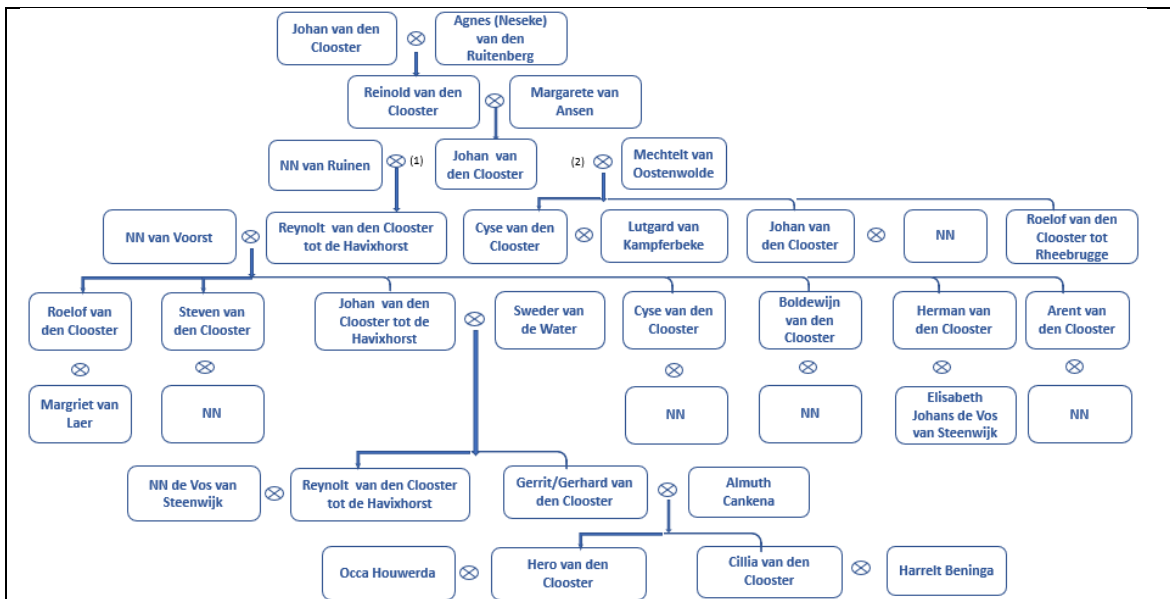 Johan van den
Clooster
Agnes (Neseke)
van den
Ruitenberg
Reinold van den
Clooster
Margarete van
Ansen
NN van Ruinen
(1)
Johan van
den Clooster
(2)
Mechtelt van
Oostenwolde
NN van Voorst
Reynolt van den Clooster
tot de Havixhorst
Cyse van den
Clooster
Lutgard van
Kampferbeke
Johan van
den Clooster
NN
Roelof van den
Clooster tot
Rheebrugge
Roelof van
den Clooster
Steven van
den Clooster
Johan van den
Clooster tot de
Havixhorst
Sweder van
de Water
Cyse van den
Clooster
Boldewijn
van den
Clooster
Herman van
den Clooster
Arent van
den Clooster
Margriet van
Laer
NN
NN
NN
Elisabeth
Johans de Vos
van Steenwijk
NN
NN de Vos van
Steenwijk
Reynolt van den Clooster
tot de Havixhorst
Gerrit/Gerhard van
den Clooster
Almuth
Cankena
Occa Houwerda
Hero van den
Clooster
Cillia van den
Clooster
Harrelt Beninga